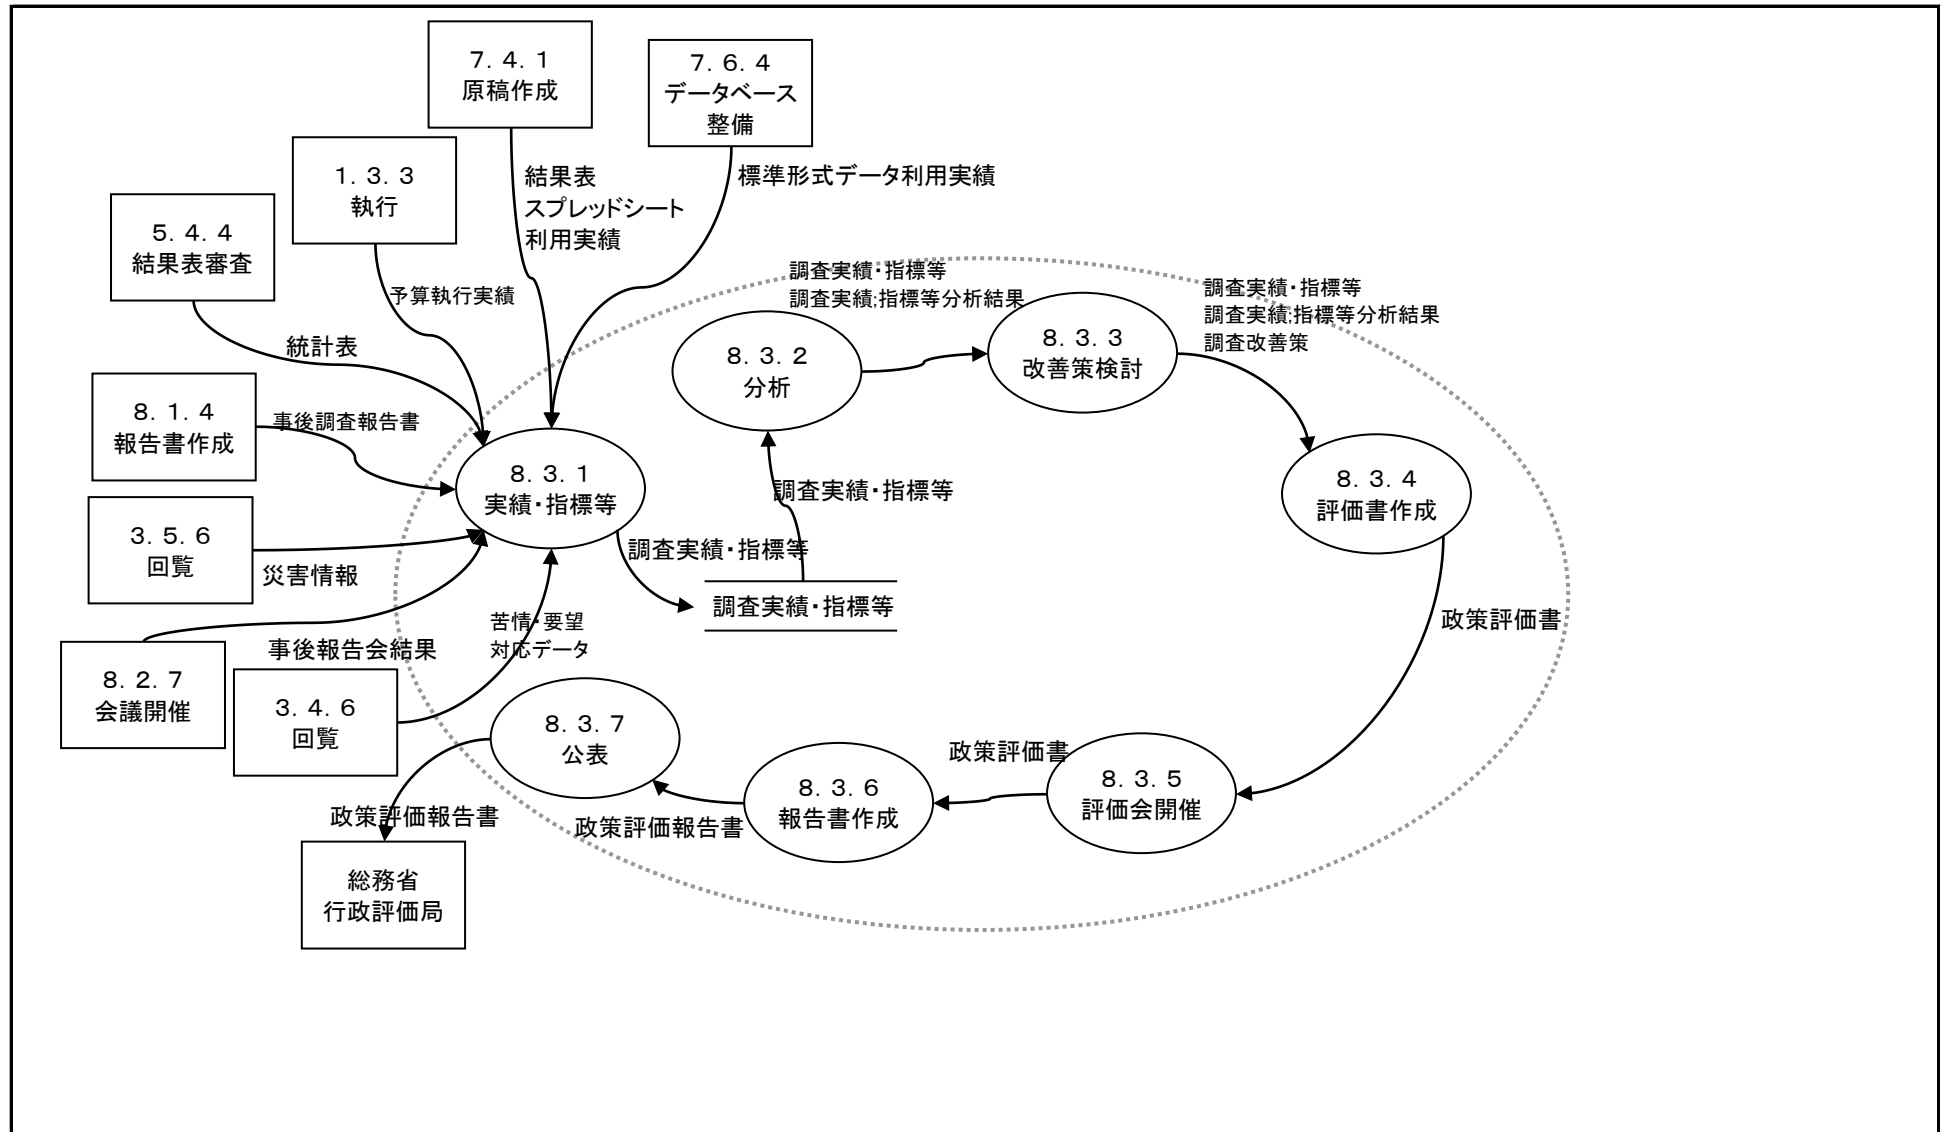 ７．４．１
原稿作成
７．６．４
データベース
整備
１．３．３
執行
結果表
スプレッドシート
利用実績
標準形式データ利用実績
５．４．４
結果表審査
予算執行実績
統計表
調査実績・指標等
調査実績;指標等分析結果
調査実績・指標等
調査実績;指標等分析結果
調査改善策
８．３．２
分析
８．３．３
改善策検討
８．１．４
報告書作成
事後調査報告書
８．３．１
実績・指標等
調査実績・指標等
８．３．４
評価書作成
３．５．６
回覧
災害情報
調査実績・指標等
調査実績・指標等
苦情・要望
対応データ
政策評価書
事後報告会結果
８．２．７
会議開催
３．４．６
回覧
８．３．７
公表
政策評価書
８．３．５
評価会開催
８．３．６
報告書作成
政策評価報告書
政策評価報告書
総務省
行政評価局